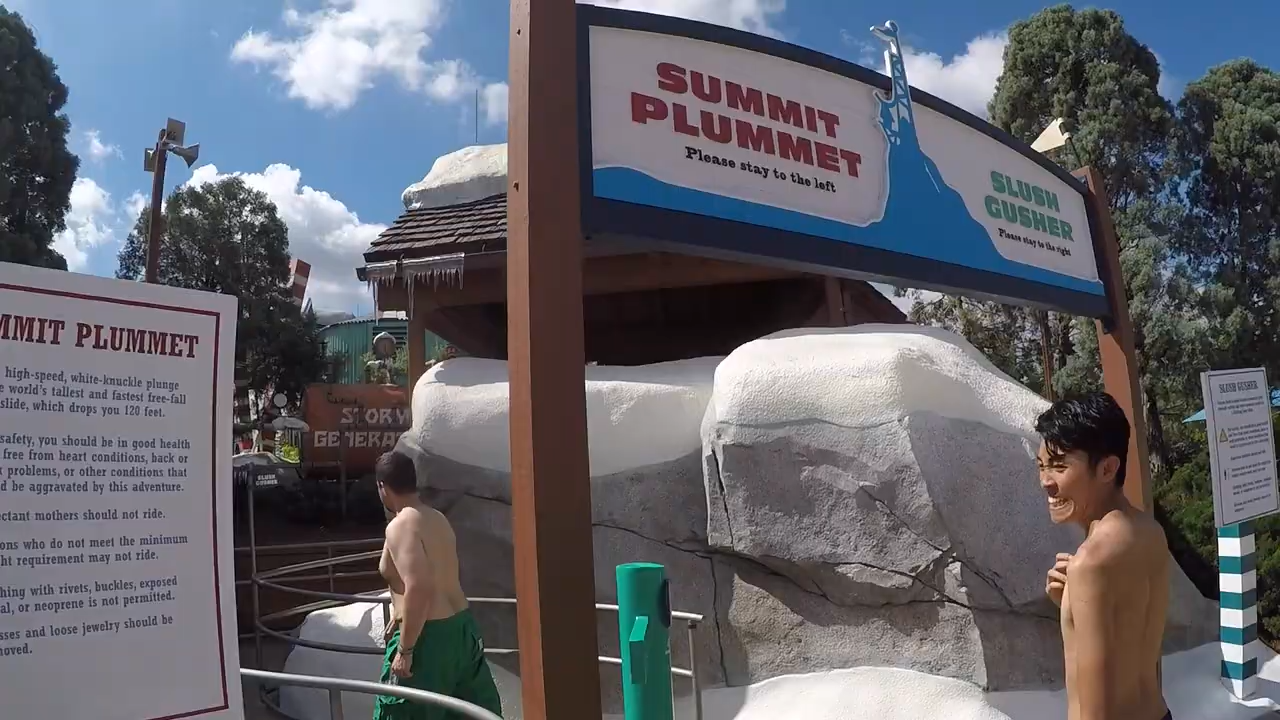 SUMMIT
PLUMMET
Please stay to the left
SLUSH
GUSHER
Please stay to the right
MMIT PLUMMET
high-speed, white-knuckle plunge
e world's tallest and fastest free-fall
slide, which drops you 120 feet.
safety, you should be in good health
free from heart conditions, back or
k problems, or other conditions that
d be aggravated by this adventure.
ectant mothers should not ride.
ons who do not meet the minimum
ht requirement may not ride.
hing with rivets, buckles, exposed
al, or neoprene is not permitted.
sses and loose jewelry should be
oved.
STORY
GENERA
SLUSH
GUSHER
SLUSH GUSHER